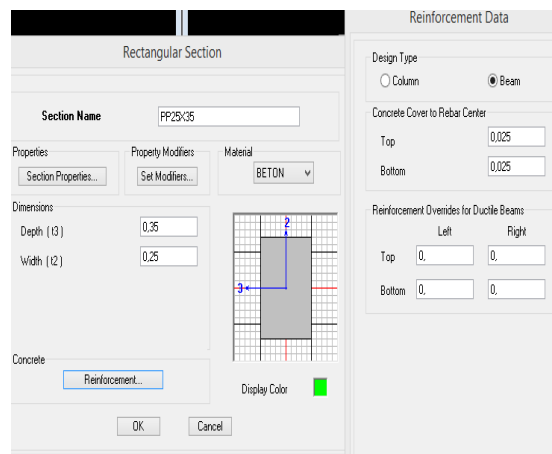 Rectangular Section
Section Name PP25X35
Properties Property Modifiers Material
Section Properties... Set Modifiers... BETON
Dimensions
Depth ( t3 ) 0,35
Width ( t2 ) 0,25
2
3
Concrete
Reinforcement...
Display Color
OK Cancel
Reinforcement Data
Design Type
Column Beam
Concrete Cover to Rebar Center
Top 0,025
Bottom 0,025
Reinforcement Overrides for Ductile Beams
Left Right
Top 0, 0,
Bottom 0, 0,